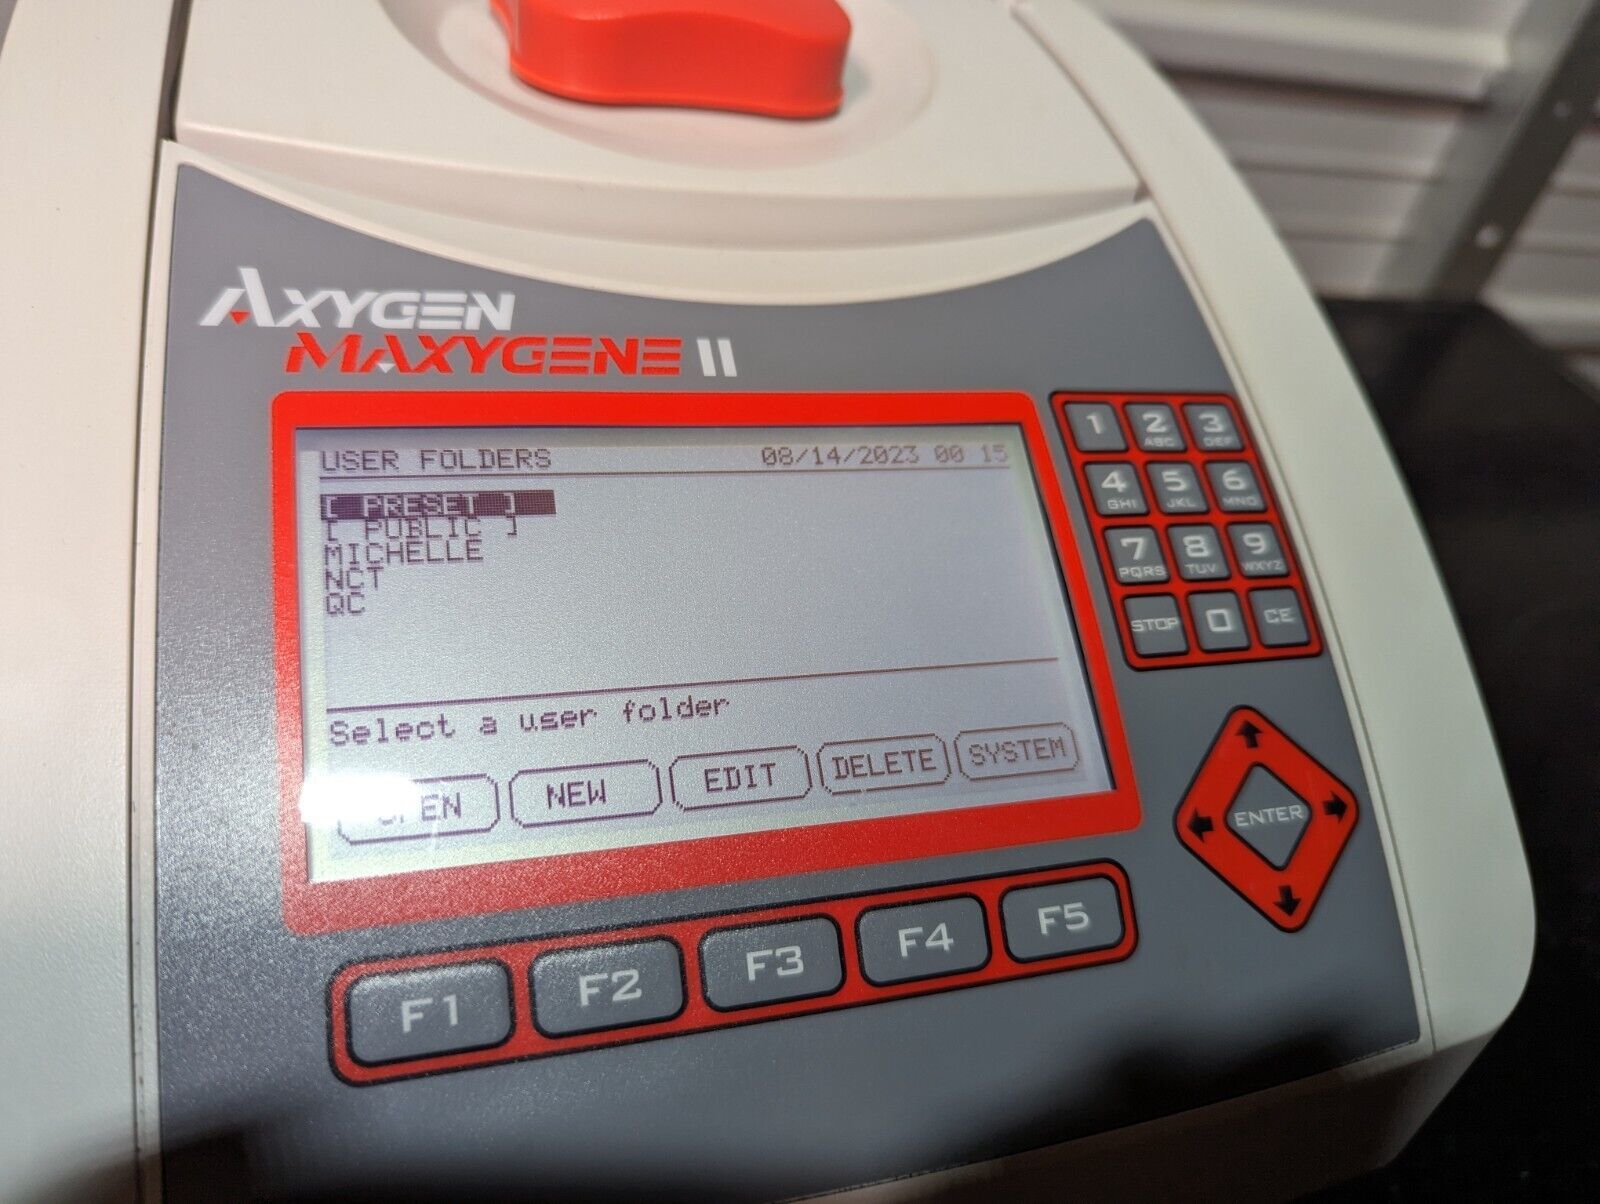 AXYGEN
MAXYGENE II
USER FOLDERS 08/14/2023 00 15
[ PRESET ]
[ PUBLIC ]
MICHELLE
NCT
QC
Select a user folder
OPEN NEW EDIT DELETE SYSTEM
F1 F2 F3 F4 F5
1 2 ABC 3 DEF
4 GHI 5 JKL 6 MNO
7 PQRS 8 TUV 9 WXYZ
STOP 0 CE
ENTER